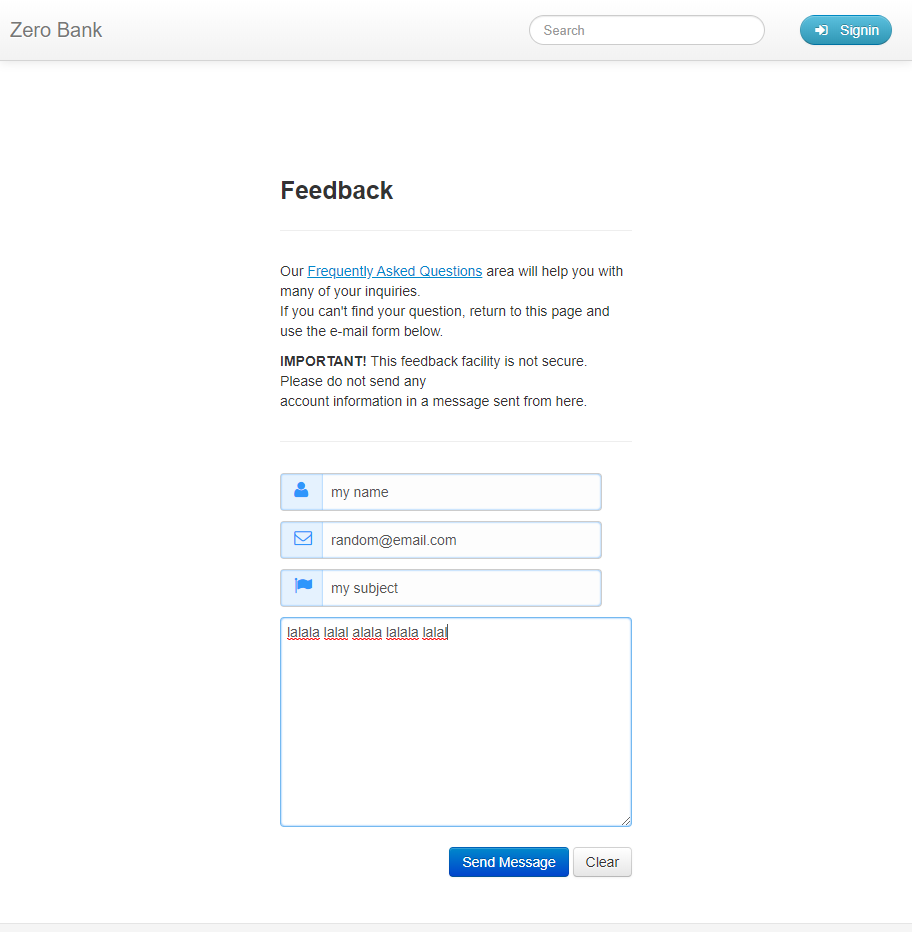 Zero Bank
Search
Signin
Feedback
Our Frequently Asked Questions area will help you with
many of your inquiries.
If you can't find your question, return to this page and
use the e-mail form below.
IMPORTANT! This feedback facility is not secure.
Please do not send any
account information in a message sent from here.
my name
random@email.com
my subject
lalala lalal alala lalala lalal
Send Message
Clear